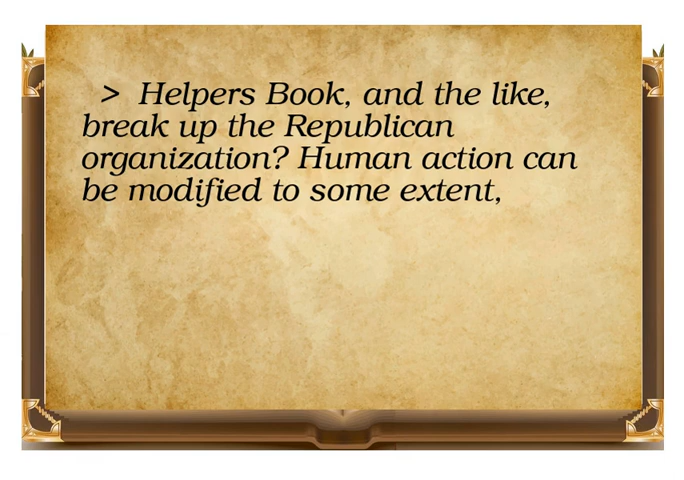 > Helpers Book, and the like,
break up the Republican
organization? Human action can
be modified to some extent,